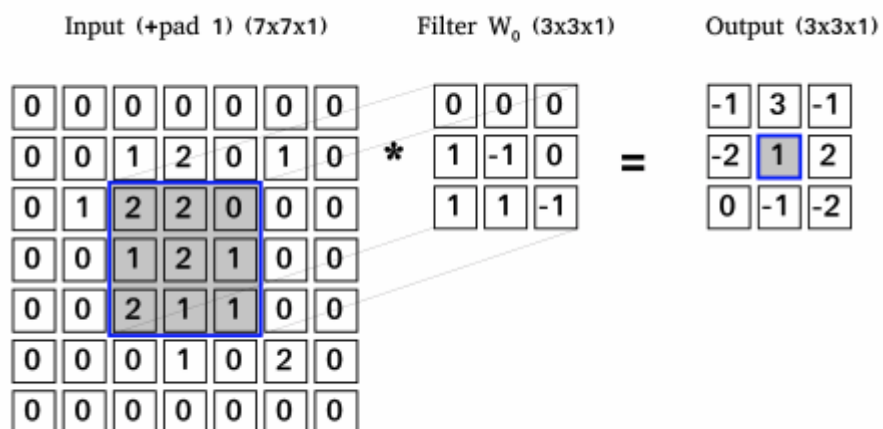 Input (+pad 1) (7x7x1) Filter W₀ (3x3x1) Output (3x3x1)
0 0 0 0 0 0 0 0 0 0 -1 3 -1
0 0 1 2 0 1 0 * 1 -1 0 = -2 1 2
0 1 2 2 0 0 0 1 1 -1 0 -1 -2
0 0 1 2 1 0 0
0 0 2 1 1 0 0
0 0 0 1 0 2 0
0 0 0 0 0 0 0